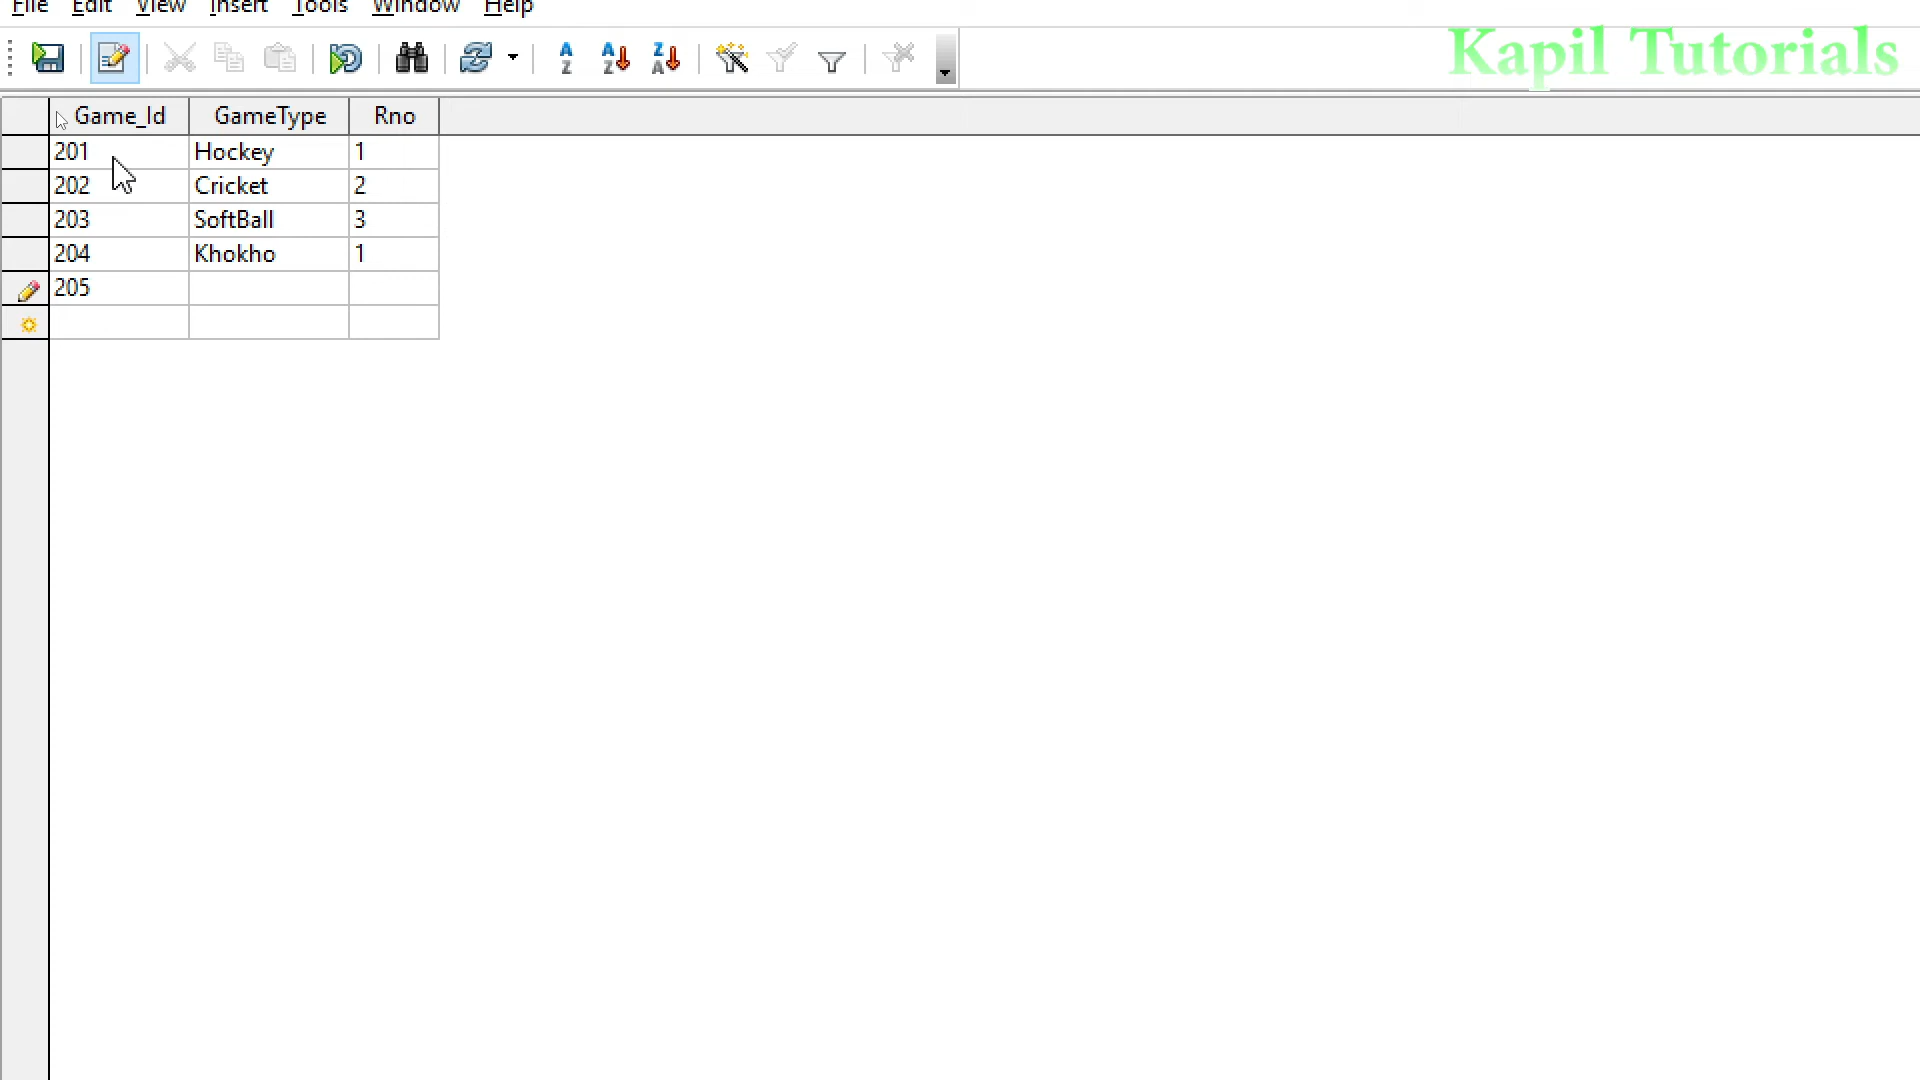 File Edit View Insert Tools Window Help
Kapil Tutorials
Game_Id GameType Rno
201 Hockey 1
202 Cricket 2
203 SoftBall 3
204 Khokho 1
205